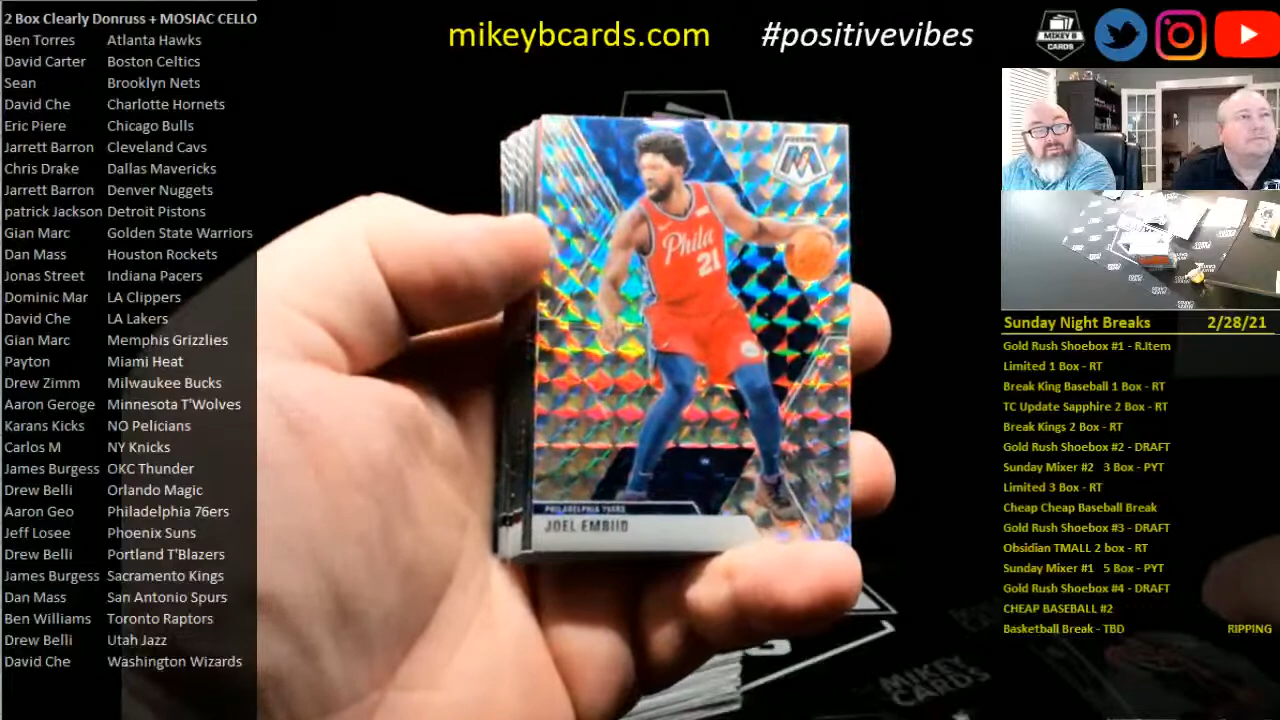 2 Box Clearly Donruss + MOSIAC CELLO
Ben Torres Atlanta Hawks
David Carter Boston Celtics
Sean Brooklyn Nets
David Che Charlotte Hornets
Eric Piere Chicago Bulls
Jarrett Barron Cleveland Cavs
Chris Drake Dallas Mavericks
Jarrett Barron Denver Nuggets
patrick Jackson Detroit Pistons
Gian Marc Golden State Warriors
Dan Mass Houston Rockets
Jonas Street Indiana Pacers
Dominic Mar LA Clippers
David Che LA Lakers
Gian Marc Memphis Grizzlies
Payton Miami Heat
Drew Zimm Milwaukee Bucks
Aaron Geroge Minnesota T'Wolves
Karans Kicks NO Pelicians
Carlos M NY Knicks
James Burgess OKC Thunder
Drew Belli Orlando Magic
Aaron Geo Philadelphia 76ers
Jeff Losee Phoenix Suns
Drew Belli Portland T'Blazers
James Burgess Sacramento Kings
Dan Mass San Antonio Spurs
Ben Williams Toronto Raptors
Drew Belli Utah Jazz
David Che Washington Wizards
mikeybcards.com #positivevibes
MIKEY B
CARDS
Phila
21
PHILADELPHIA 76ERS
JOEL EMBIID
MIKEY
CARDS
Sunday Night Breaks 2/28/21
Gold Rush Shoebox #1 - R.Item
Limited 1 Box - RT
Break King Baseball 1 Box - RT
TC Update Sapphire 2 Box - RT
Break Kings 2 Box - RT
Gold Rush Shoebox #2 - DRAFT
Sunday Mixer #2 3 Box - PYT
Limited 3 Box - RT
Cheap Cheap Baseball Break
Gold Rush Shoebox #3 - DRAFT
Obsidian TMALL 2 box - RT
Sunday Mixer #1 5 Box - PYT
Gold Rush Shoebox #4 - DRAFT
CHEAP BASEBALL #2
Basketball Break - TBD RIPPING